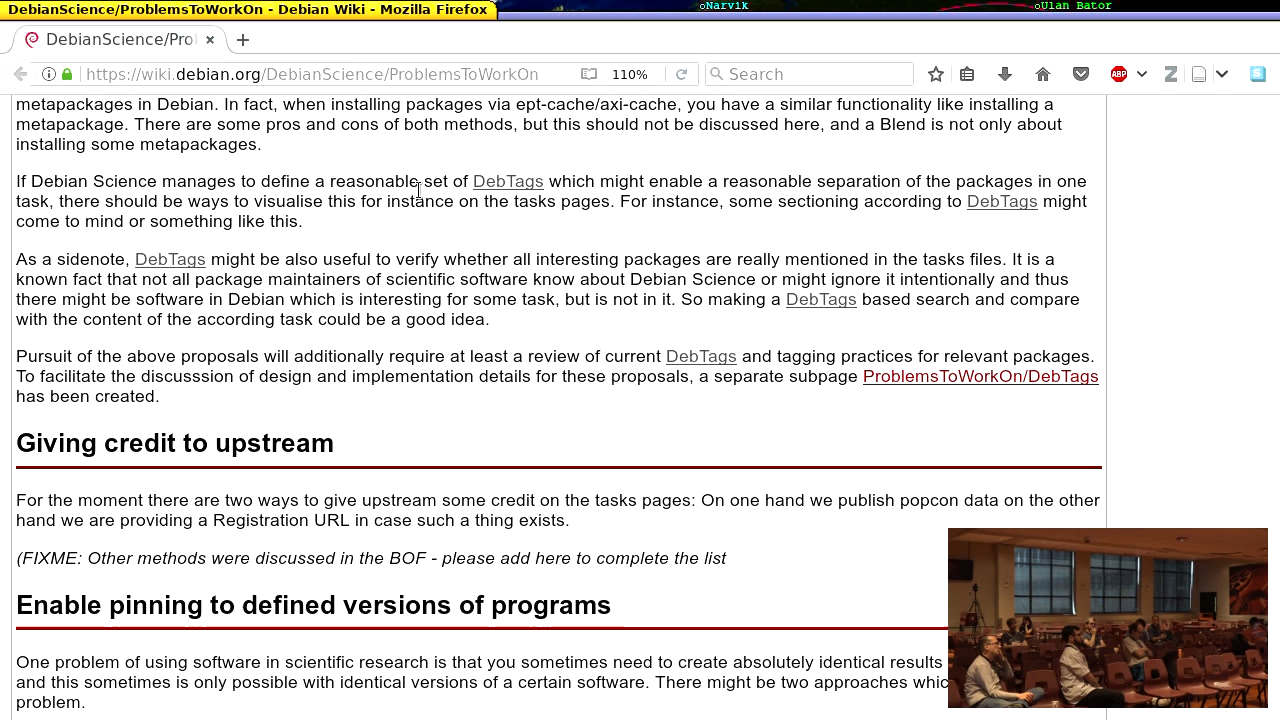 DebianScience/ProblemsToWorkOn - Debian Wiki - Mozilla Firefox
Narvik
Ulan Bator
DebianScience/Pro
https://wiki.debian.org/DebianScience/ProblemsToWorkOn
110%
Search
ABP
metapackages in Debian. In fact, when installing packages via ept-cache/axi-cache, you have a similar functionality like installing a
metapackage. There are some pros and cons of both methods, but this should not be discussed here, and a Blend is not only about
installing some metapackages.
If Debian Science manages to define a reasonable set of DebTags which might enable a reasonable separation of the packages in one
task, there should be ways to visualise this for instance on the tasks pages. For instance, some sectioning according to DebTags might
come to mind or something like this.
As a sidenote, DebTags might be also useful to verify whether all interesting packages are really mentioned in the tasks files. It is a
known fact that not all package maintainers of scientific software know about Debian Science or might ignore it intentionally and thus
there might be software in Debian which is interesting for some task, but is not in it. So making a DebTags based search and compare
with the content of the according task could be a good idea.
Pursuit of the above proposals will additionally require at least a review of current DebTags and tagging practices for relevant packages.
To facilitate the discusssion of design and implementation details for these proposals, a separate subpage ProblemsToWorkOn/DebTags
has been created.
Giving credit to upstream
For the moment there are two ways to give upstream some credit on the tasks pages: On one hand we publish popcon data on the other
hand we are providing a Registration URL in case such a thing exists.
(FIXME: Other methods were discussed in the BOF - please add here to complete the list
Enable pinning to defined versions of programs
One problem of using software in scientific research is that you sometimes need to create absolutely identical results
and this sometimes is only possible with identical versions of a certain software. There might be two approaches whic
problem.